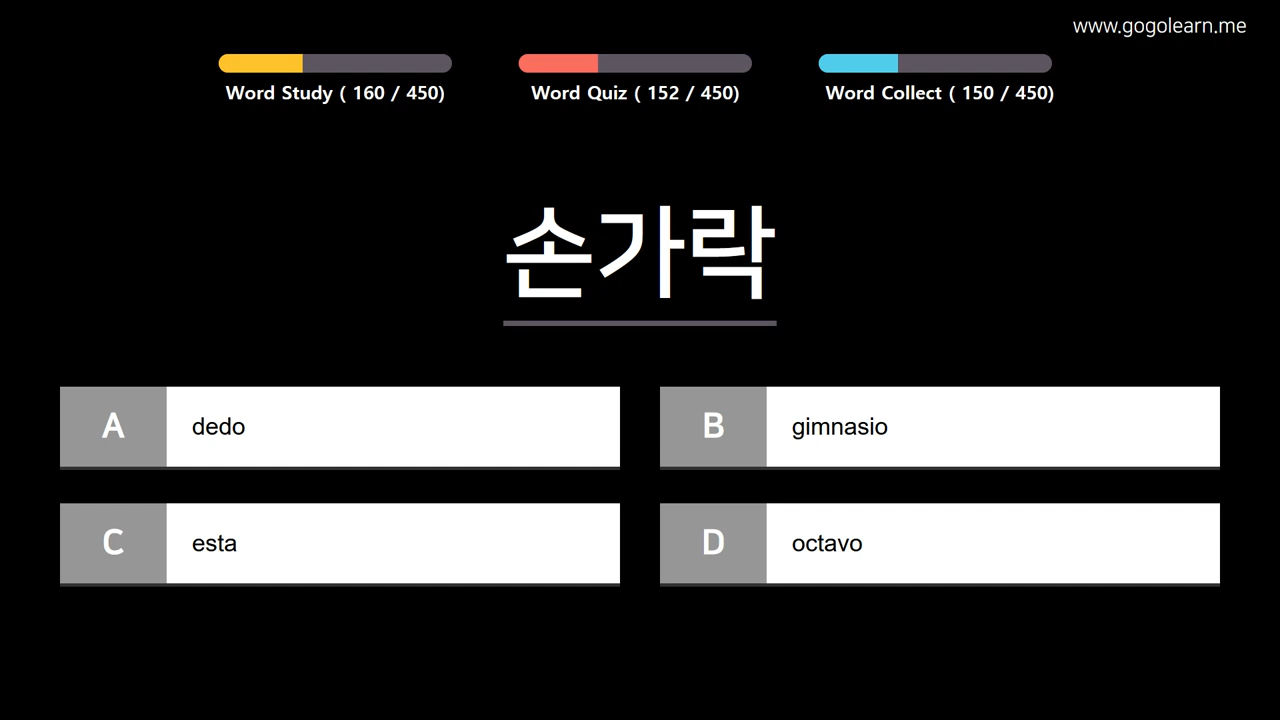 www.gogolearn.me
Word Study ( 160 / 450)
Word Quiz ( 152 / 450)
Word Collect ( 150 / 450)
손가락
A dedo
B gimnasio
C esta
D octavo